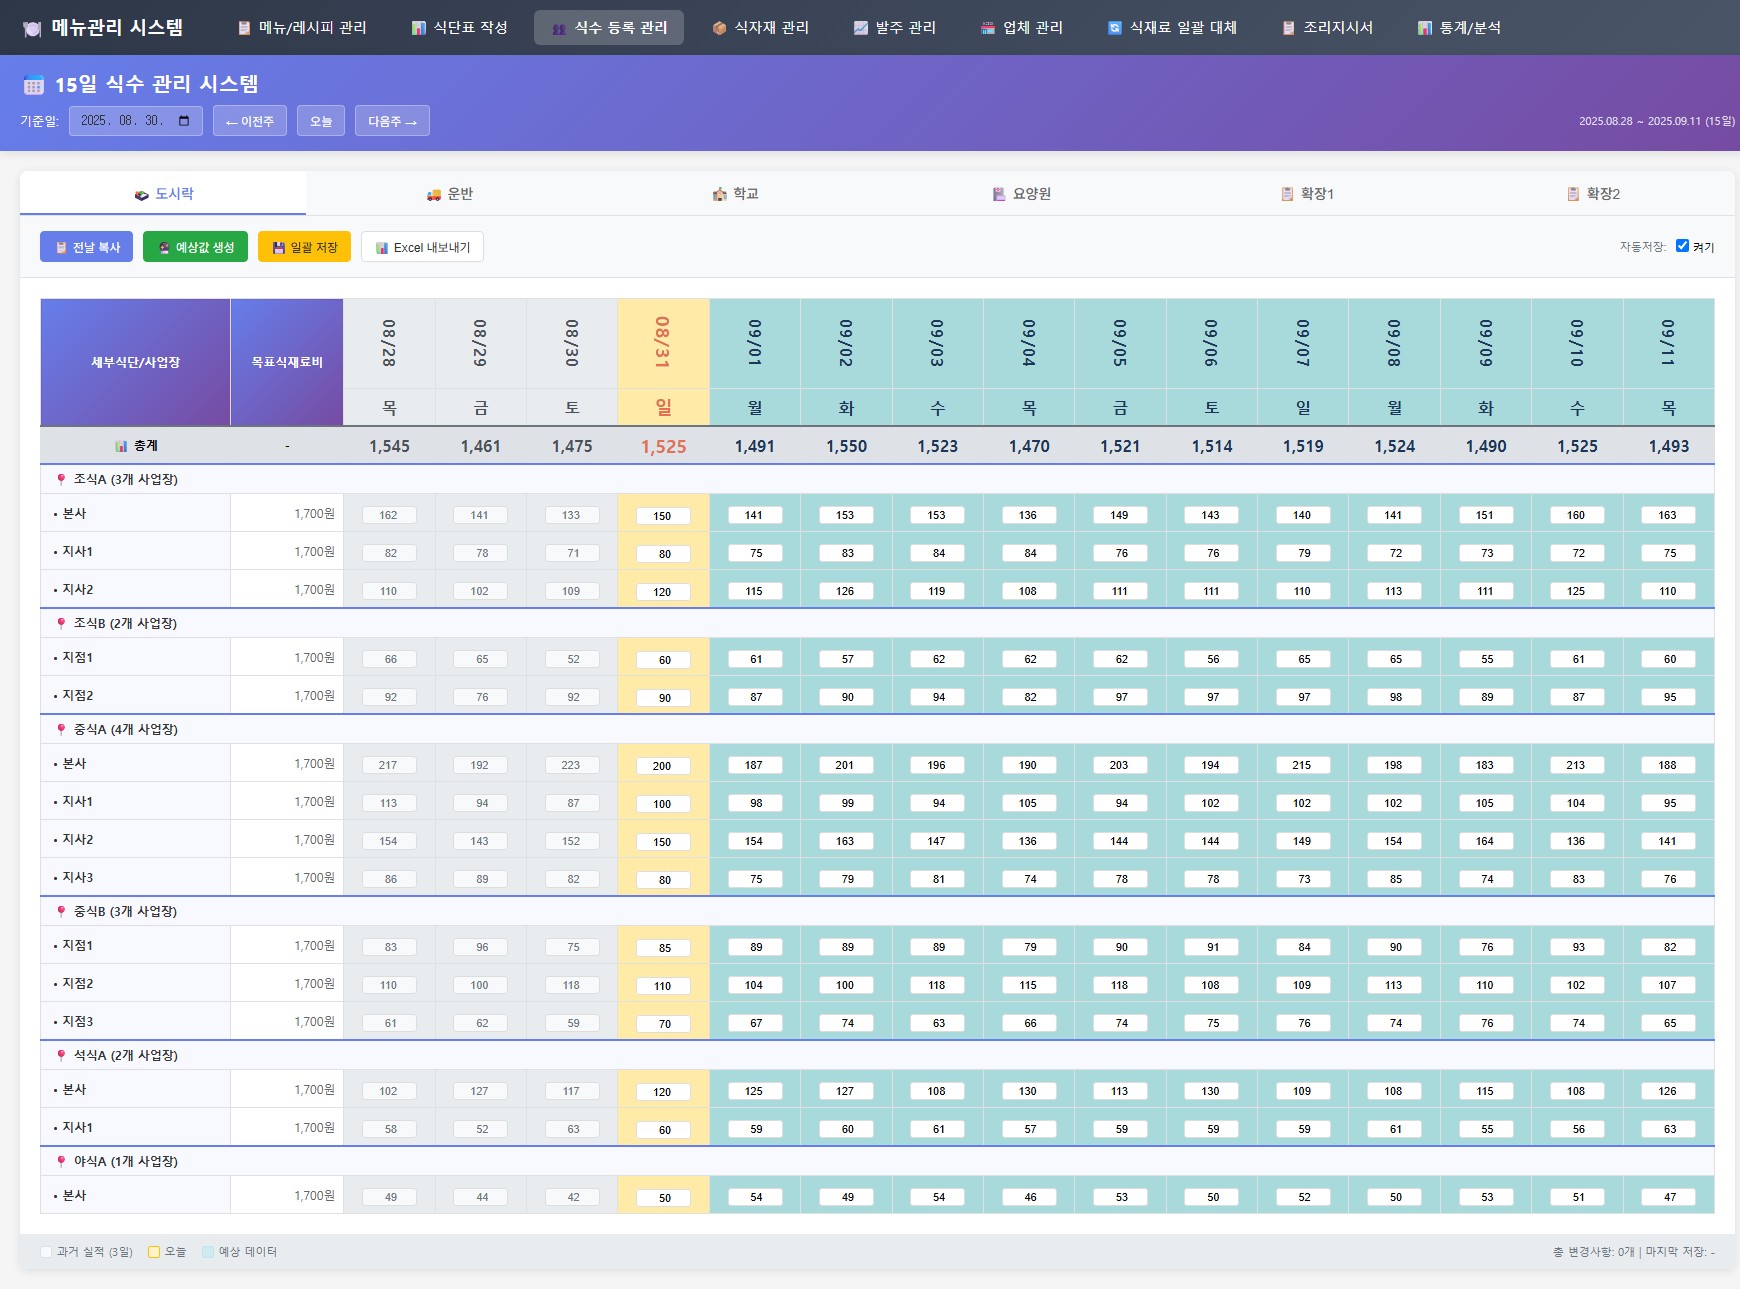 메뉴관리 시스템 메뉴/레시피 관리 식단표 작성 식수 등록 관리 식자재 관리 발주 관리 업체 관리 식재료 일괄 대체 조리지시서 통계/분석
15일 식수 관리 시스템
기준일: 2025. 08. 30. ←이전주 오늘 다음주→ 2025.08.28 ~ 2025.09.11 (15일)
도시락 운반 학교 요양원 확장1 확장2
전날 복사 예상값 생성 일괄 저장 Excel 내보내기 자동저장: 켜기
세부식단/사업장 목표식재료비 08/28 08/29 08/30 08/31 09/01 09/02 09/03 09/04 09/05 09/06 09/07 09/08 09/09 09/10 09/11
목 금 토 일 월 화 수 목 금 토 일 월 화 수 목
총계 - 1,545 1,461 1,475 1,525 1,491 1,550 1,523 1,470 1,521 1,514 1,519 1,524 1,490 1,525 1,493
조식A (3개 사업장)
• 본사 1,700원 162 141 133 150 141 153 153 136 149 143 140 141 151 160 163
• 지사1 1,700원 82 78 71 80 75 83 84 84 76 76 79 72 73 72 75
• 지사2 1,700원 110 102 109 120 115 126 119 108 111 111 110 113 111 125 110
조식B (2개 사업장)
• 지점1 1,700원 66 65 52 60 61 57 62 62 62 56 65 65 55 61 60
• 지점2 1,700원 92 76 92 90 87 90 94 82 97 97 97 98 89 87 95
중식A (4개 사업장)
• 본사 1,700원 217 192 223 200 187 201 196 190 203 194 215 198 183 213 188
• 지사1 1,700원 113 94 87 100 98 99 94 105 94 102 102 102 105 104 95
• 지사2 1,700원 154 143 152 150 154 163 147 136 144 144 149 154 164 136 141
• 지사3 1,700원 86 89 82 80 75 79 81 74 78 78 73 85 74 83 76
중식B (3개 사업장)
• 지점1 1,700원 83 96 75 85 89 89 89 79 90 91 84 90 76 93 82
• 지점2 1,700원 110 100 118 110 104 100 118 115 118 108 109 113 110 102 107
• 지점3 1,700원 61 62 59 70 67 74 63 66 74 75 76 74 76 74 65
석식A (2개 사업장)
• 본사 1,700원 102 127 117 120 125 127 108 130 113 130 109 108 115 108 126
• 지사1 1,700원 58 52 63 60 59 60 61 57 59 59 59 61 55 56 63
야식A (1개 사업장)
• 본사 1,700원 49 44 42 50 54 49 54 46 53 50 52 50 53 51 47
과거 실적 (3일) 오늘 예상 데이터 총 변경사항: 0개 | 마지막 저장: -